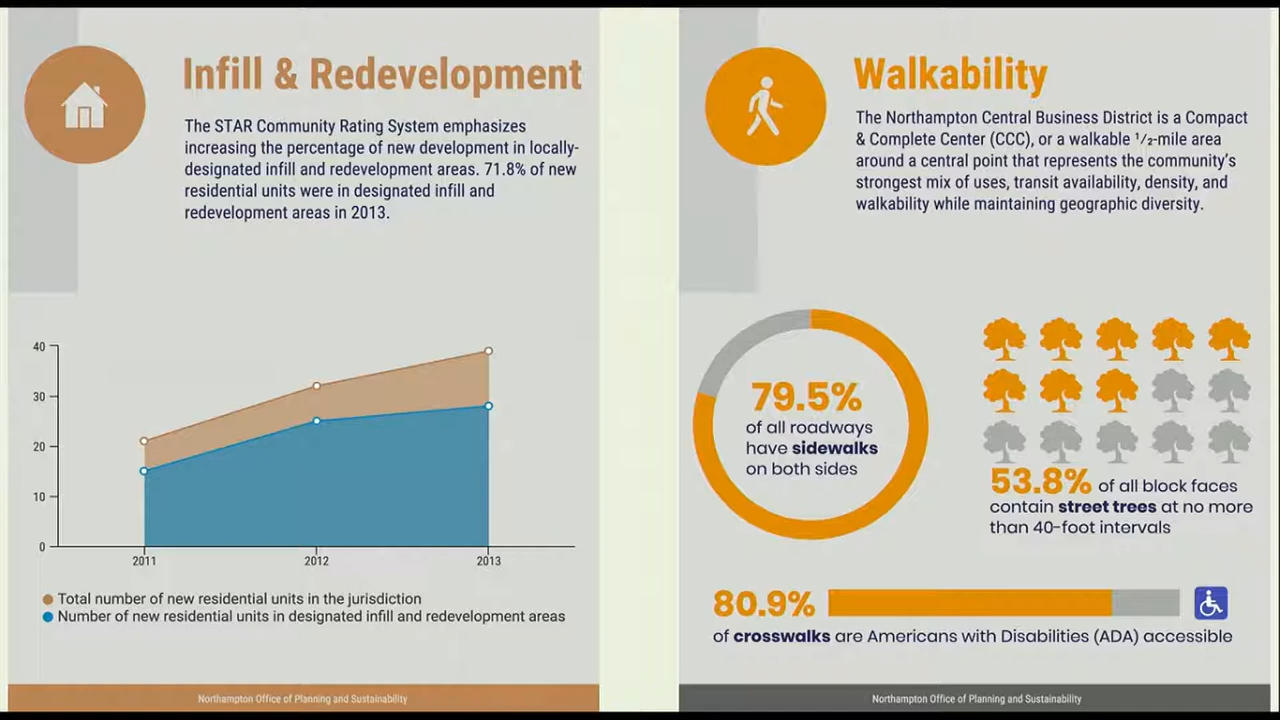 Infill & Redevelopment
The STAR Community Rating System emphasizes
increasing the percentage of new development in locally-
designated infill and redevelopment areas. 71.8% of new
residential units were in designated infill and
redevelopment areas in 2013.
40
30
20
10
0
2011 2012 2013
Total number of new residential units in the jurisdiction
Number of new residential units in designated infill and redevelopment areas
Northampton Office of Planning and Sustainability
Walkability
The Northampton Central Business District is a Compact
& Complete Center (CCC), or a walkable ¹/₂-mile area
around a central point that represents the community's
strongest mix of uses, transit availability, density, and
walkability while maintaining geographic diversity.
79.5%
of all roadways
have sidewalks
on both sides
53.8% of all block faces
contain street trees at no more
than 40-foot intervals
80.9%
of crosswalks are Americans with Disabilities (ADA) accessible
Northampton Office of Planning and Sustainability